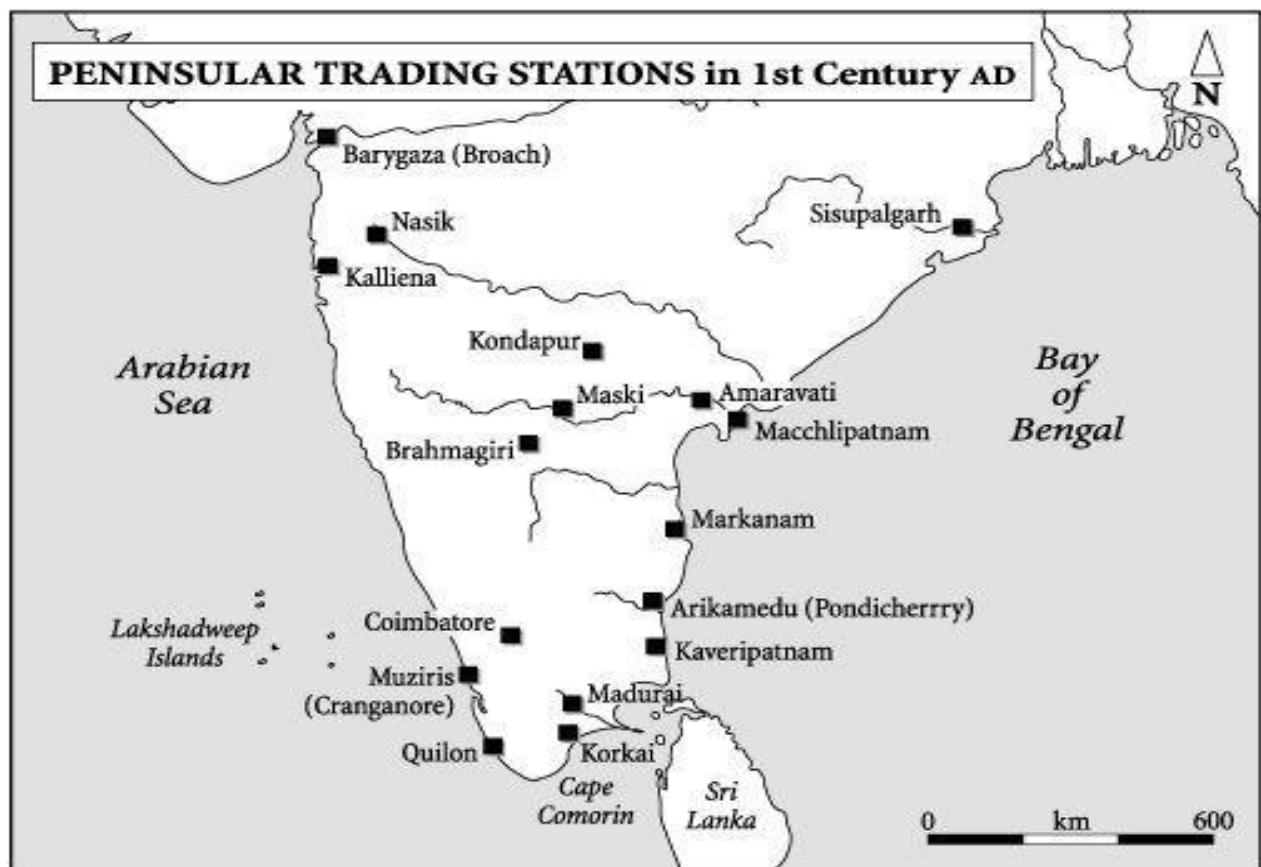 PENINSULAR TRADING STATIONS in 1st Century AD
N
Barygaza (Broach)
Nasik
Sisupalgarh
Kalliena
Kondapur
Arabian
Sea
Bay
of
Bengal
Maski
Amaravati
Macchlipatnam
Brahmagiri
Markanam
Arikamedu (Pondicherrry)
Coimbatore
Lakshadweep
Islands
Kaveripatnam
Muziris
(Cranganore)
Madurai
Quilon
Korkai
Cape
Comorin
Sri
Lanka
0 km 600